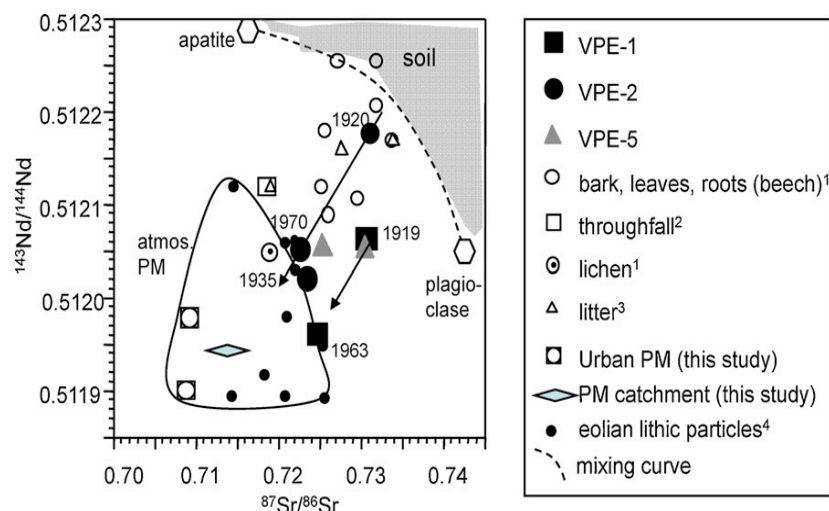 0.5123
0.5122
0.5121
0.5120
0.5119
¹⁴³Nd/¹⁴⁴Nd
apatite
soil
1920
1970
1919
atmos.
PM
1935
plagio-
clase
1963
0.70
0.71
0.72
0.73
0.74
⁸⁷Sr/⁸⁶Sr
VPE-1
VPE-2
VPE-5
bark, leaves, roots (beech)¹
throughfall²
lichen¹
litter³
Urban PM (this study)
PM catchment (this study)
eolian lithic particles⁴
mixing curve